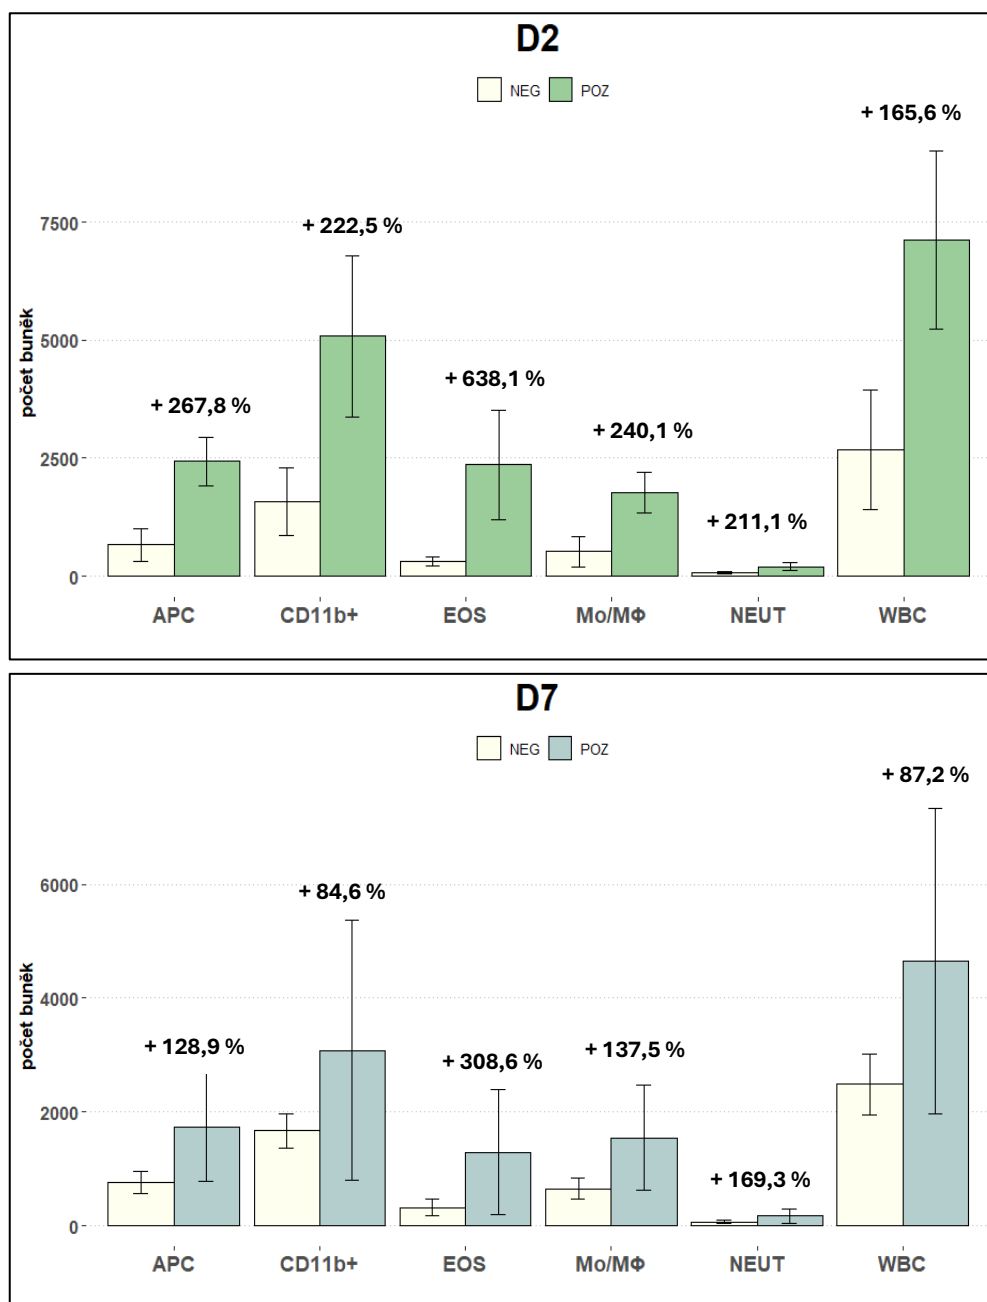 D2
NEG POZ
+ 165,6 %
+ 222,5 %
+ 638,1 %
+ 267,8 %
+ 240,1 %
+ 211,1 %
počet buněk
7500
5000
2500
0
APC CD11b+ EOS Mo/MΦ NEUT WBC
D7
NEG POZ
+ 87,2 %
+ 84,6 %
+ 128,9 %
+ 308,6 %
+ 137,5 %
+ 169,3 %
počet buněk
6000
4000
2000
0
APC CD11b+ EOS Mo/MΦ NEUT WBC